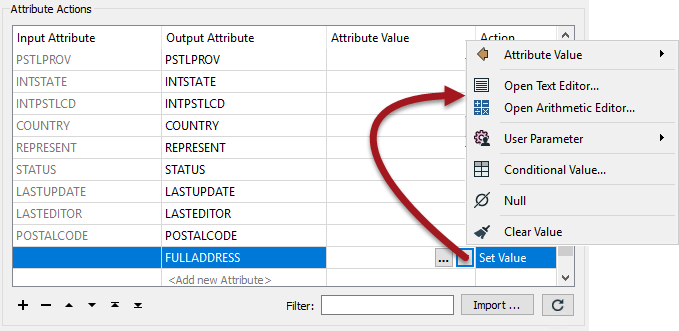 Attribute Actions
Input Attribute Output Attribute Attribute Value Action
PSTLPROV PSTLPROV
INTSTATE INTSTATE
INTPSTLCD INTPSTLCD
COUNTRY COUNTRY
REPRESENT REPRESENT
STATUS STATUS
LASTUPDATE LASTUPDATE
LASTEDITOR LASTEDITOR
POSTALCODE POSTALCODE
FULLADDRESS ... Set Value
<Add new Attribute>
Filter: Import ...
Attribute Value
Open Text Editor...
Open Arithmetic Editor...
User Parameter
Conditional Value...
Null
Clear Value